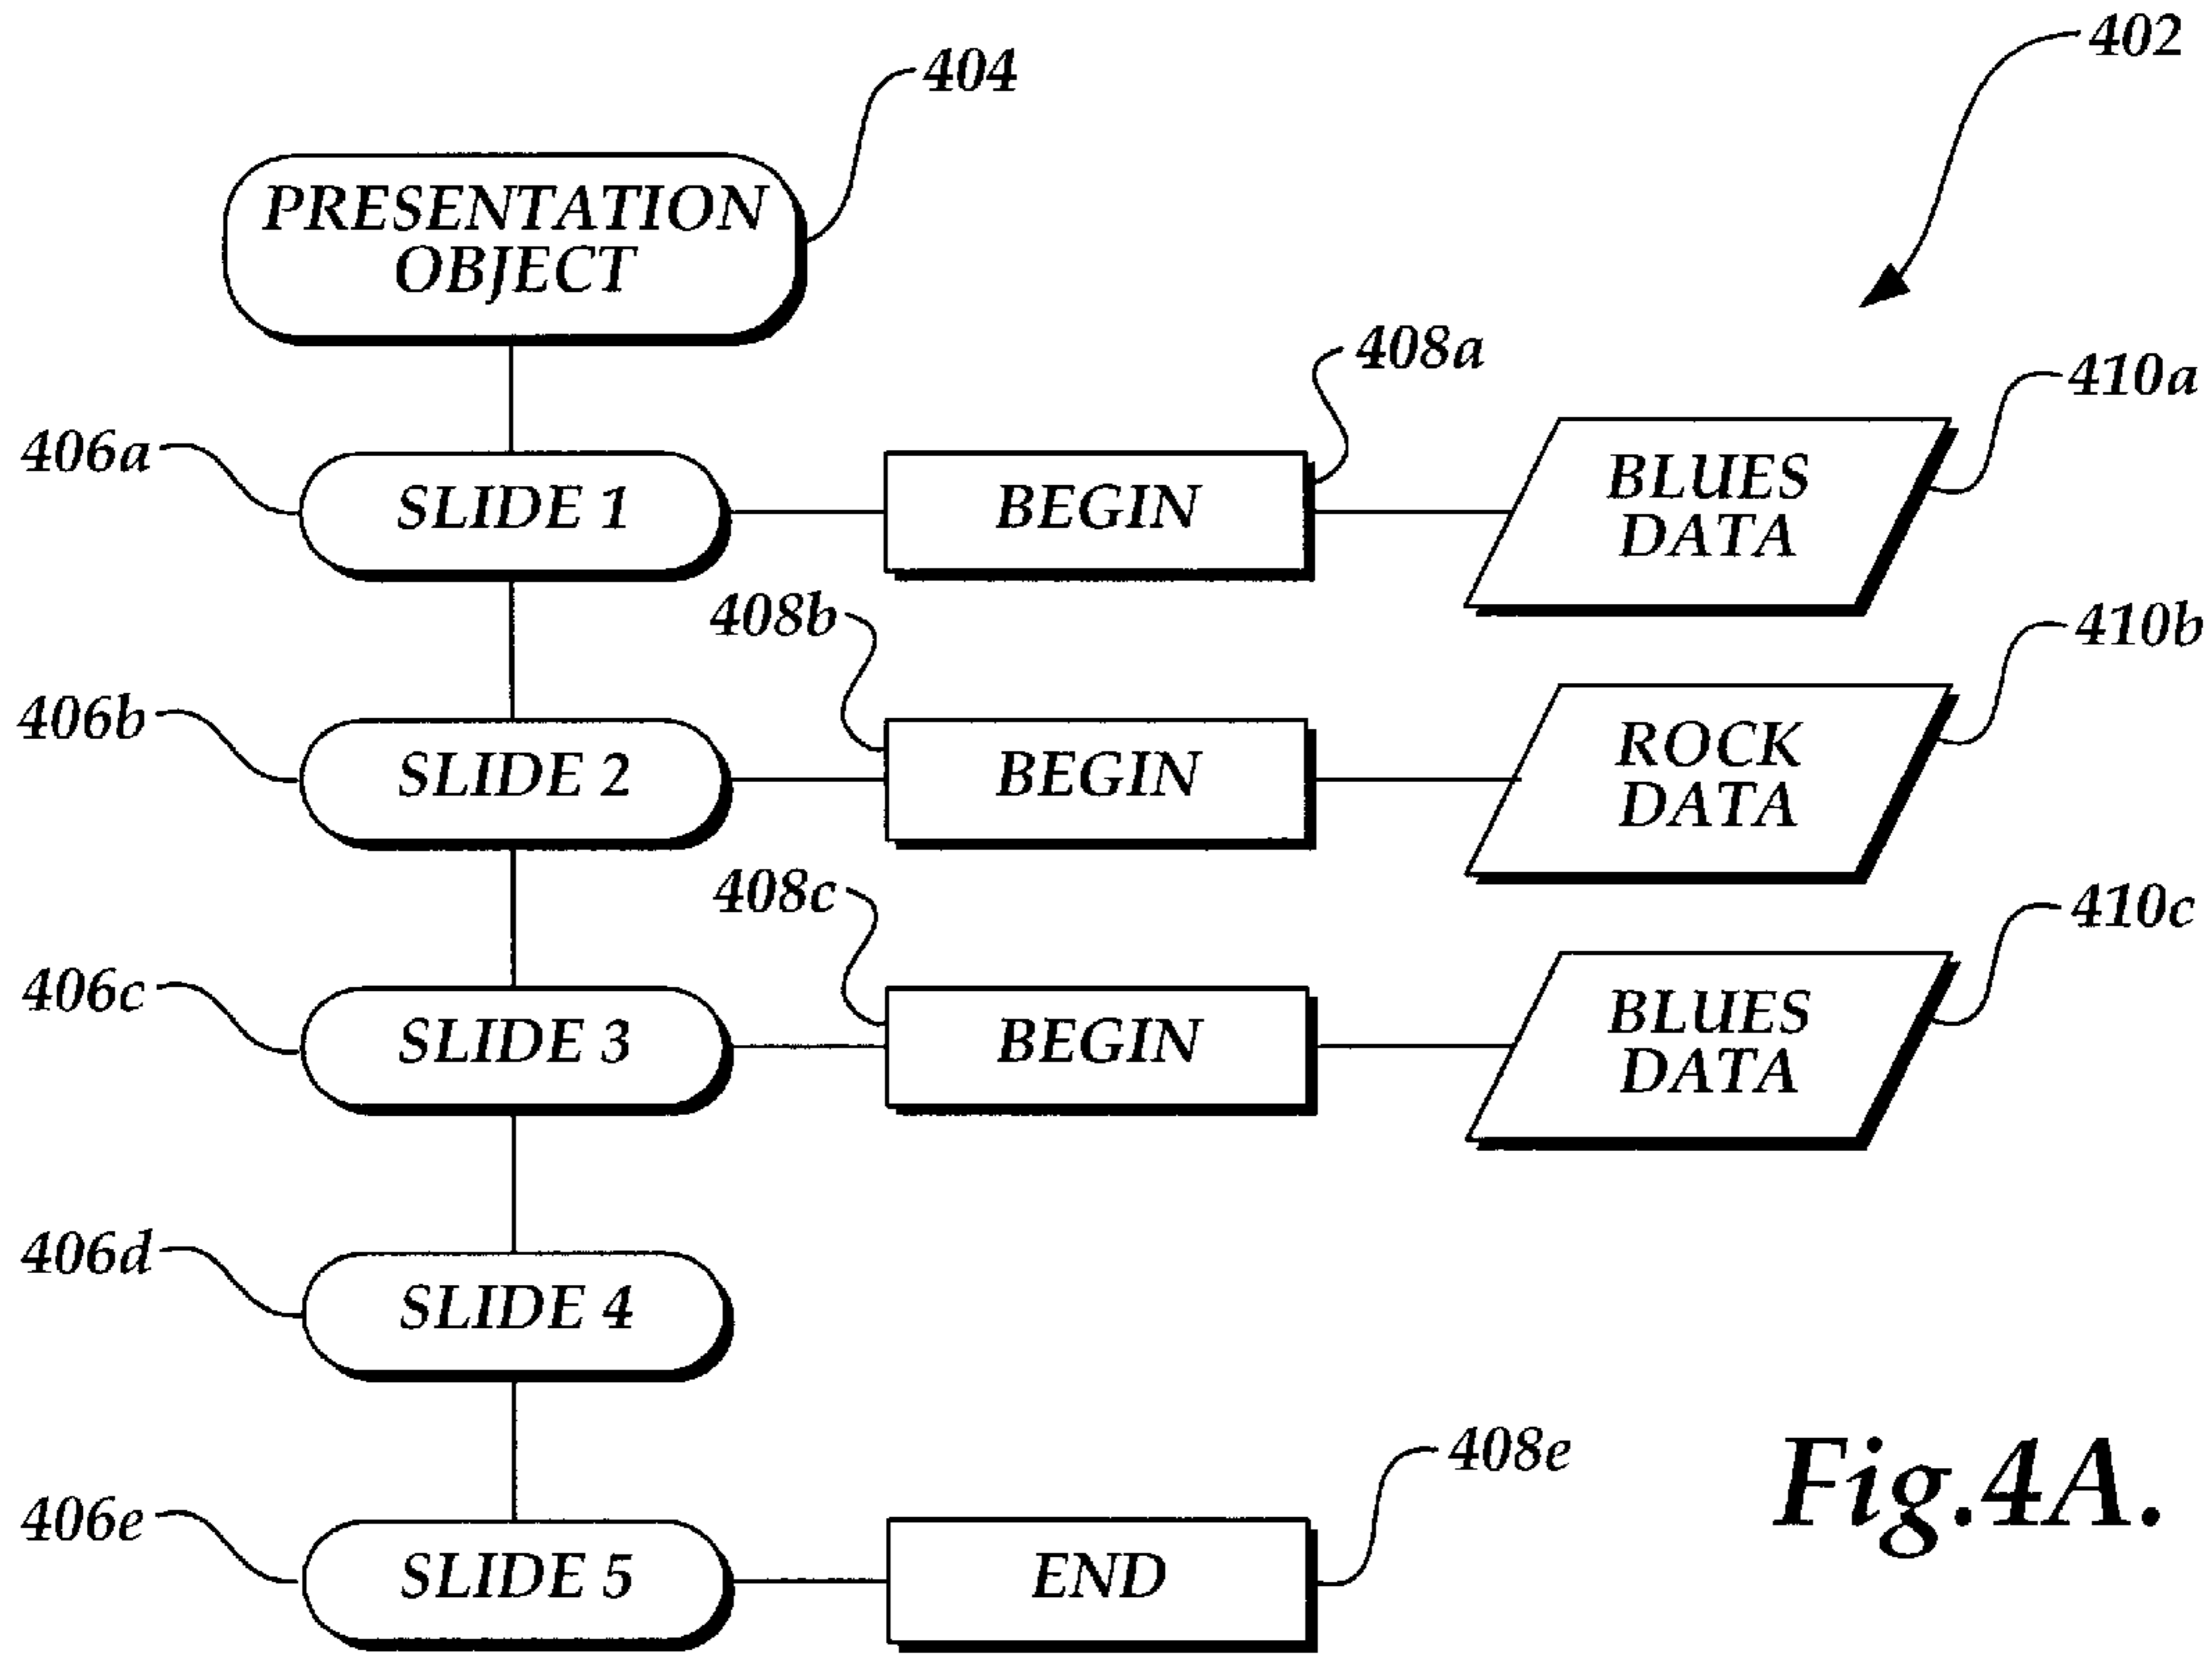 402
404
PRESENTATION
OBJECT
408a
410a
406a
SLIDE 1
BEGIN
BLUES
DATA
408b
410b
406b
SLIDE 2
BEGIN
ROCK
DATA
408c
410c
406c
SLIDE 3
BEGIN
BLUES
DATA
406d
SLIDE 4
408e
406e
SLIDE 5
END
Fig.4A.